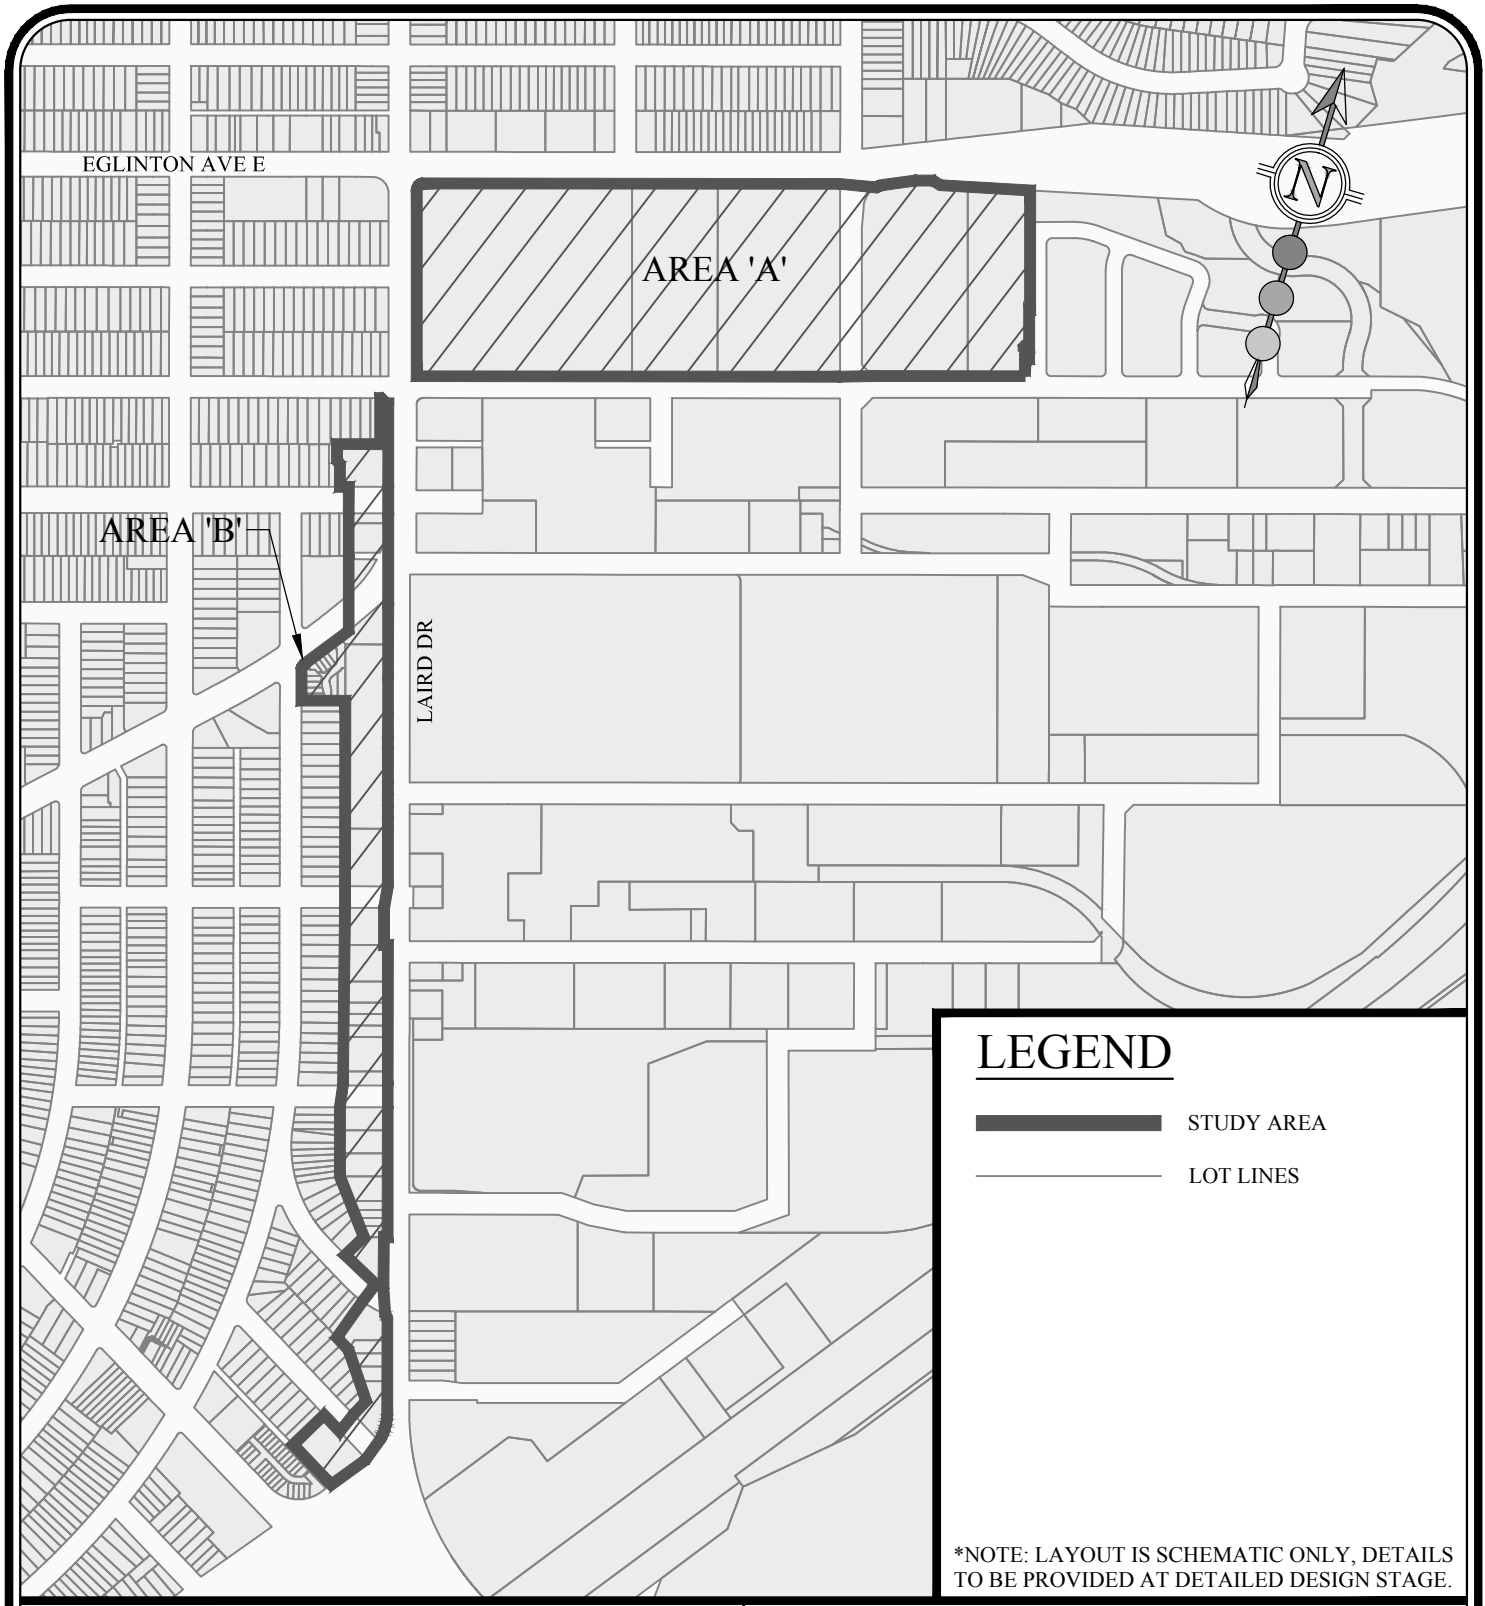 EGLINTON AVE E
N
AREA 'A'
AREA 'B'
LAIRD DR
LEGEND
STUDY AREA
LOT LINES
*NOTE: LAYOUT IS SCHEMATIC ONLY, DETAILS
TO BE PROVIDED AT DETAILED DESIGN STAGE.